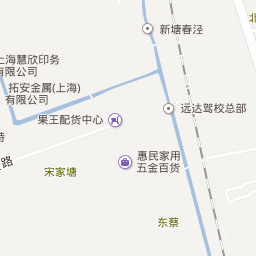 北
新塘春泾
上海慧欣印务
有限公司
拓安金属(上海)
有限公司
远达驾校总部
果王配货中心
路
惠民家用
五金百货
宋家塘
东蔡